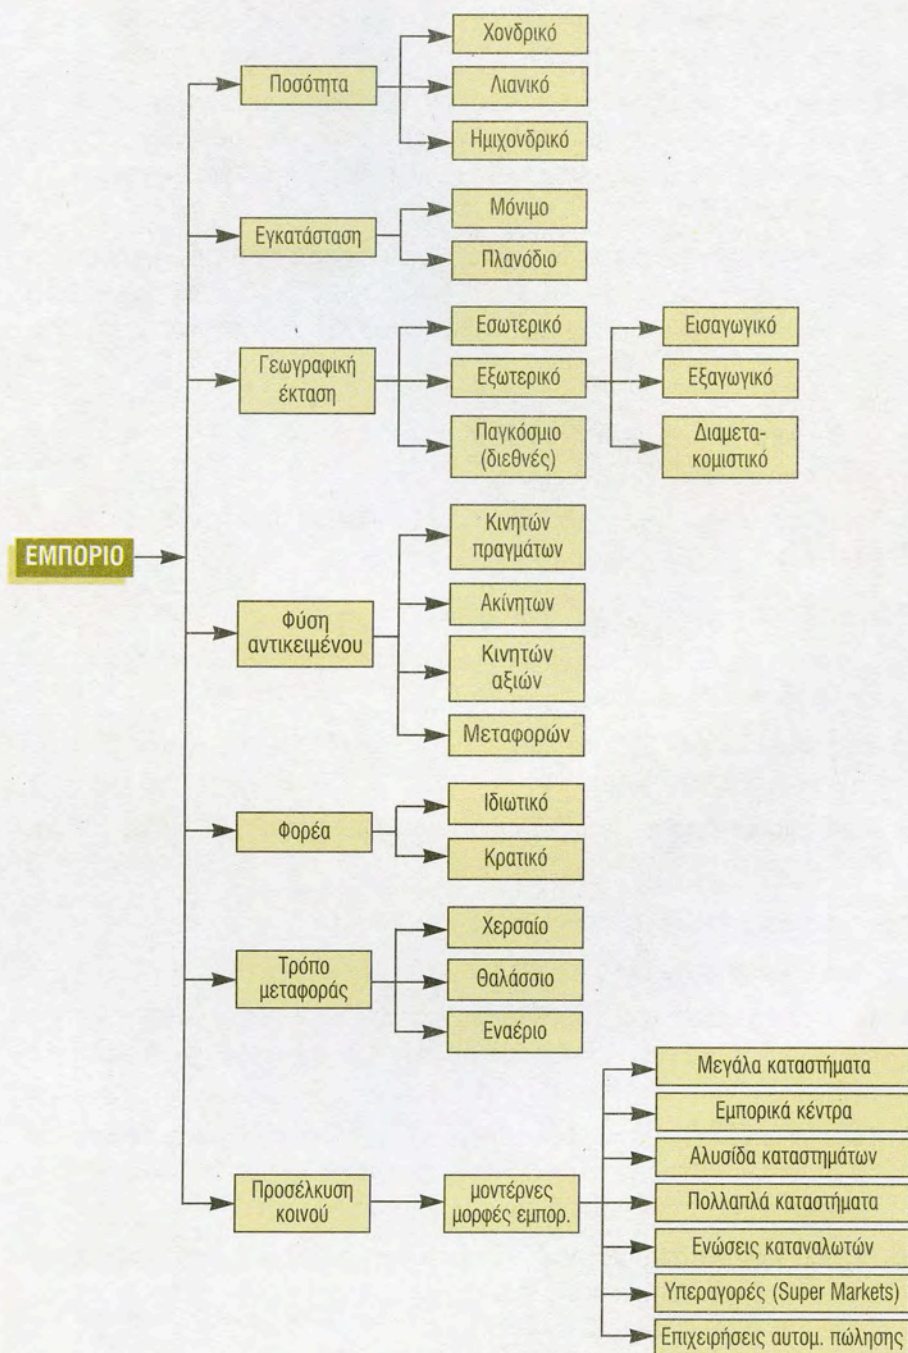 Χονδρικό
Ποσότητα
Λιανικό
Ημιχονδρικό
Μόνιμο
Εγκατάσταση
Πλανόδιο
Εσωτερικό
Εισαγωγικό
Γεωγραφική
έκταση
Εξωτερικό
Εξαγωγικό
Παγκόσμιο
(διεθνές)
Διαμετα-
κομιστικό
ΕΜΠΟΡΙΟ
Κινητών
πραγμάτων
Ακίνητων
Φύση
αντικειμένου
Κινητών
αξιών
Μεταφορών
Ιδιωτικό
Φορέα
Κρατικό
Χερσαίο
Τρόπο
μεταφοράς
Θαλάσσιο
Εναέριο
Μεγάλα καταστήματα
Εμπορικά κέντρα
Αλυσίδα καταστημάτων
Προσέλκυση
κοινού
μοντέρνες
μορφές εμπορ.
Πολλαπλά καταστήματα
Ενώσεις καταναλωτών
Υπεραγορές (Super Markets)
Επιχειρήσεις αυτομ. πώλησης